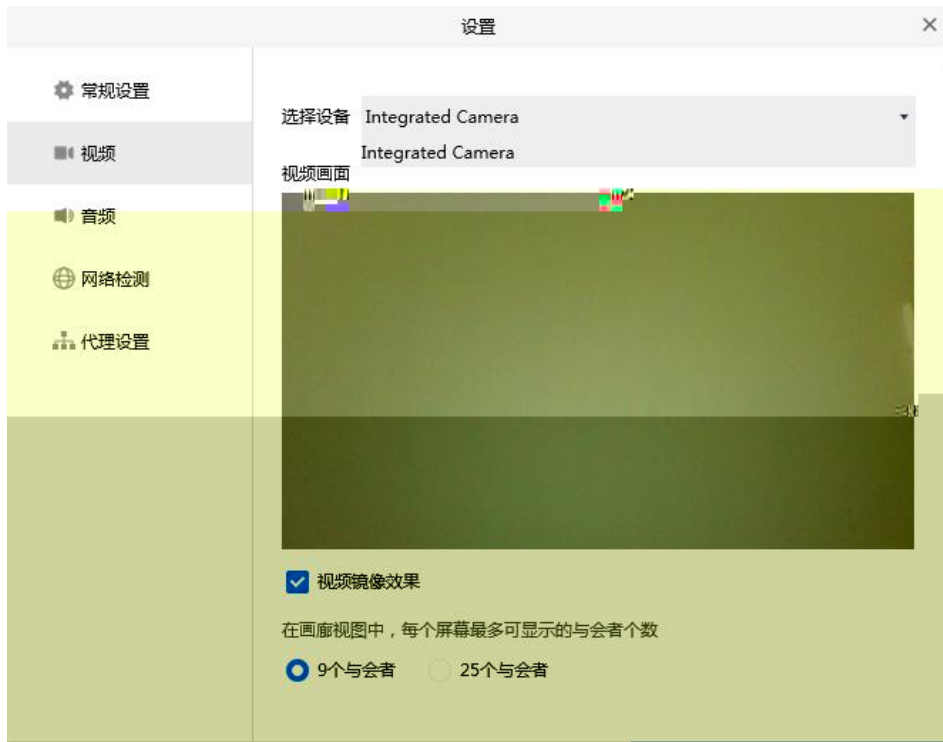 设置
常规设置
视频
音频
网络检测
代理设置
选择设备 Integrated Camera
Integrated Camera
视频画面
视频镜像效果
在画廊视图中，每个屏幕最多可显示的与会者个数
9个与会者 25个与会者